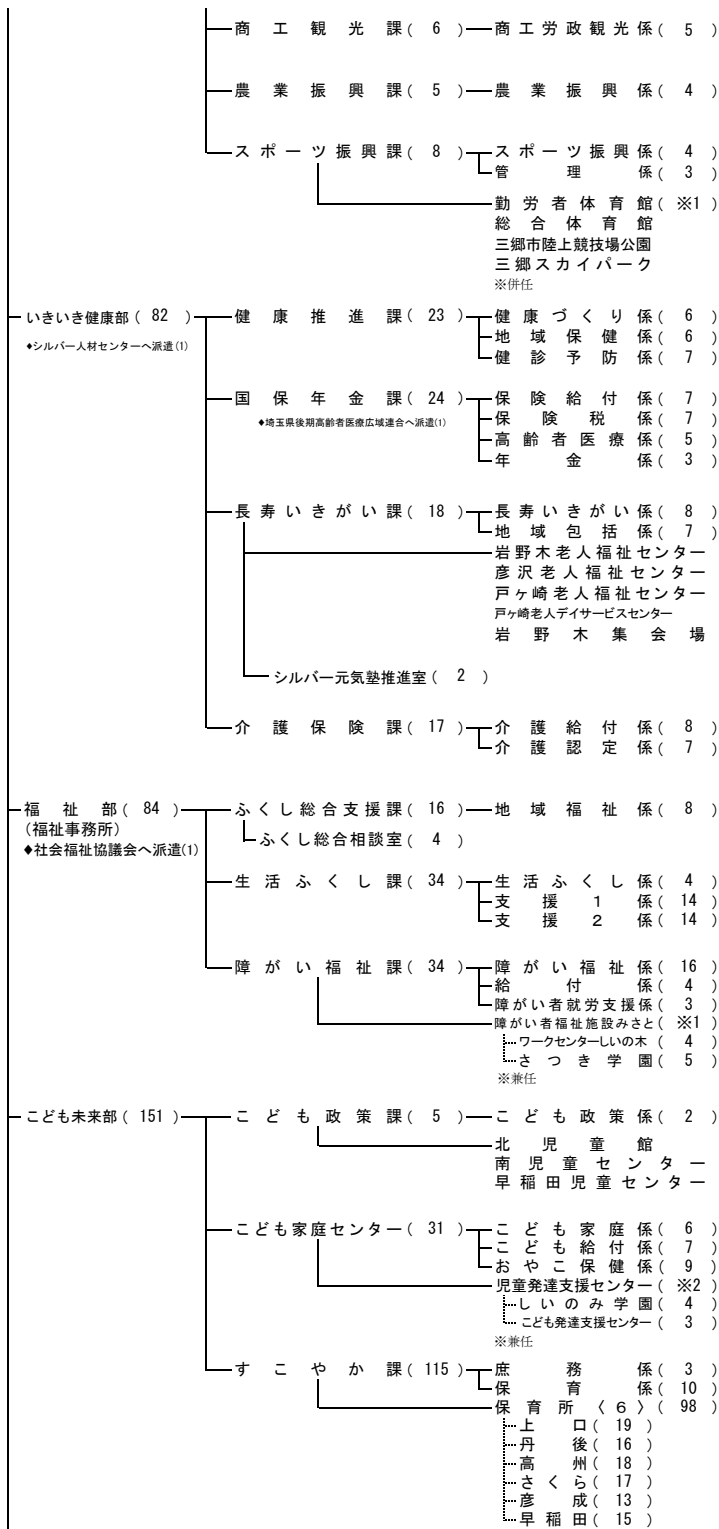 商工観光課( 6 ) 商工労政観光係( 5 )
農業振興課( 5 ) 農業振興係( 4 )
スポーツ振興課( 8 ) スポーツ振興係( 4 )
管理係( 3 )
勤労者体育館( ※1 )
総合体育館
三郷市陸上競技場公園
三郷スカイパーク
※併任
いきいき健康部( 82 ) 健康推進課( 23 ) 健康づくり係( 6 )
◆シルバー人材センターへ派遣(1) 地域保健係( 6 )
健診予防係( 7 )
国保年金課( 24 ) 保険給付係( 7 )
◆埼玉県後期高齢者医療広域連合へ派遣(1) 保険税係( 7 )
高齢者医療係( 5 )
年金係( 3 )
長寿いきがい課( 18 ) 長寿いきがい係( 8 )
地域包括係( 7 )
岩野木老人福祉センター
彦沢老人福祉センター
戸ヶ崎老人福祉センター
戸ヶ崎老人デイサービスセンター
岩野木集会場
シルバー元気塾推進室( 2 )
介護保険課( 17 ) 介護給付係( 8 )
介護認定係( 7 )
福祉部( 84 ) ふくし総合支援課( 16 ) 地域福祉係( 8 )
(福祉事務所)
◆社会福祉協議会へ派遣(1) ふくし総合相談室( 4 )
生活ふくし課( 34 ) 生活ふくし係( 4 )
支援1係( 14 )
支援2係( 14 )
障がい福祉課( 34 ) 障がい福祉係( 16 )
給付係( 4 )
障がい者就労支援係( 3 )
障がい者福祉施設みさと( ※1 )
ワークセンターしいの木( 4 )
さつき学園( 5 )
※兼任
こども未来部( 151 ) こども政策課( 5 ) こども政策係( 2 )
北児童館
南児童センター
早稲田児童センター
こども家庭センター( 31 ) こども家庭係( 6 )
こども給付係( 7 )
おやこ保健係( 9 )
児童発達支援センター( ※2 )
しいのみ学園( 4 )
こども発達支援センター( 3 )
※兼任
すこやか課( 115 ) 庶務係( 3 )
保育係( 10 )
保育所〈6〉( 98 )
上口( 19 )
丹後( 16 )
高州( 18 )
さくら( 17 )
彦成( 13 )
早稲田( 15 )